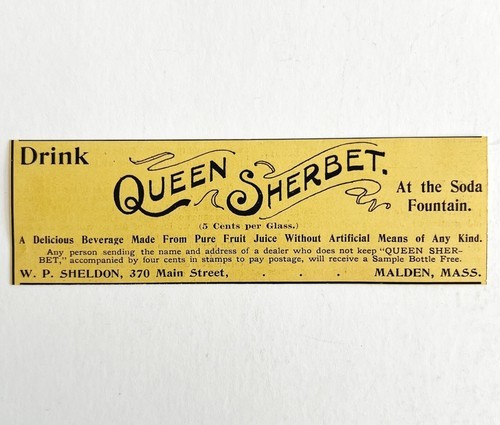 Drink
QUEEN SHERBET.
At the Soda
Fountain.
(5 Cents per Glass.)
A Delicious Beverage Made From Pure Fruit Juice Without Artificial Means of Any Kind.
Any person sending the name and address of a dealer who does not keep "QUEEN SHER-
BET," accompanied by four cents in stamps to pay postage, will receive a Sample Bottle Free.
W. P. SHELDON, 370 Main Street, . . . MALDEN, MASS.